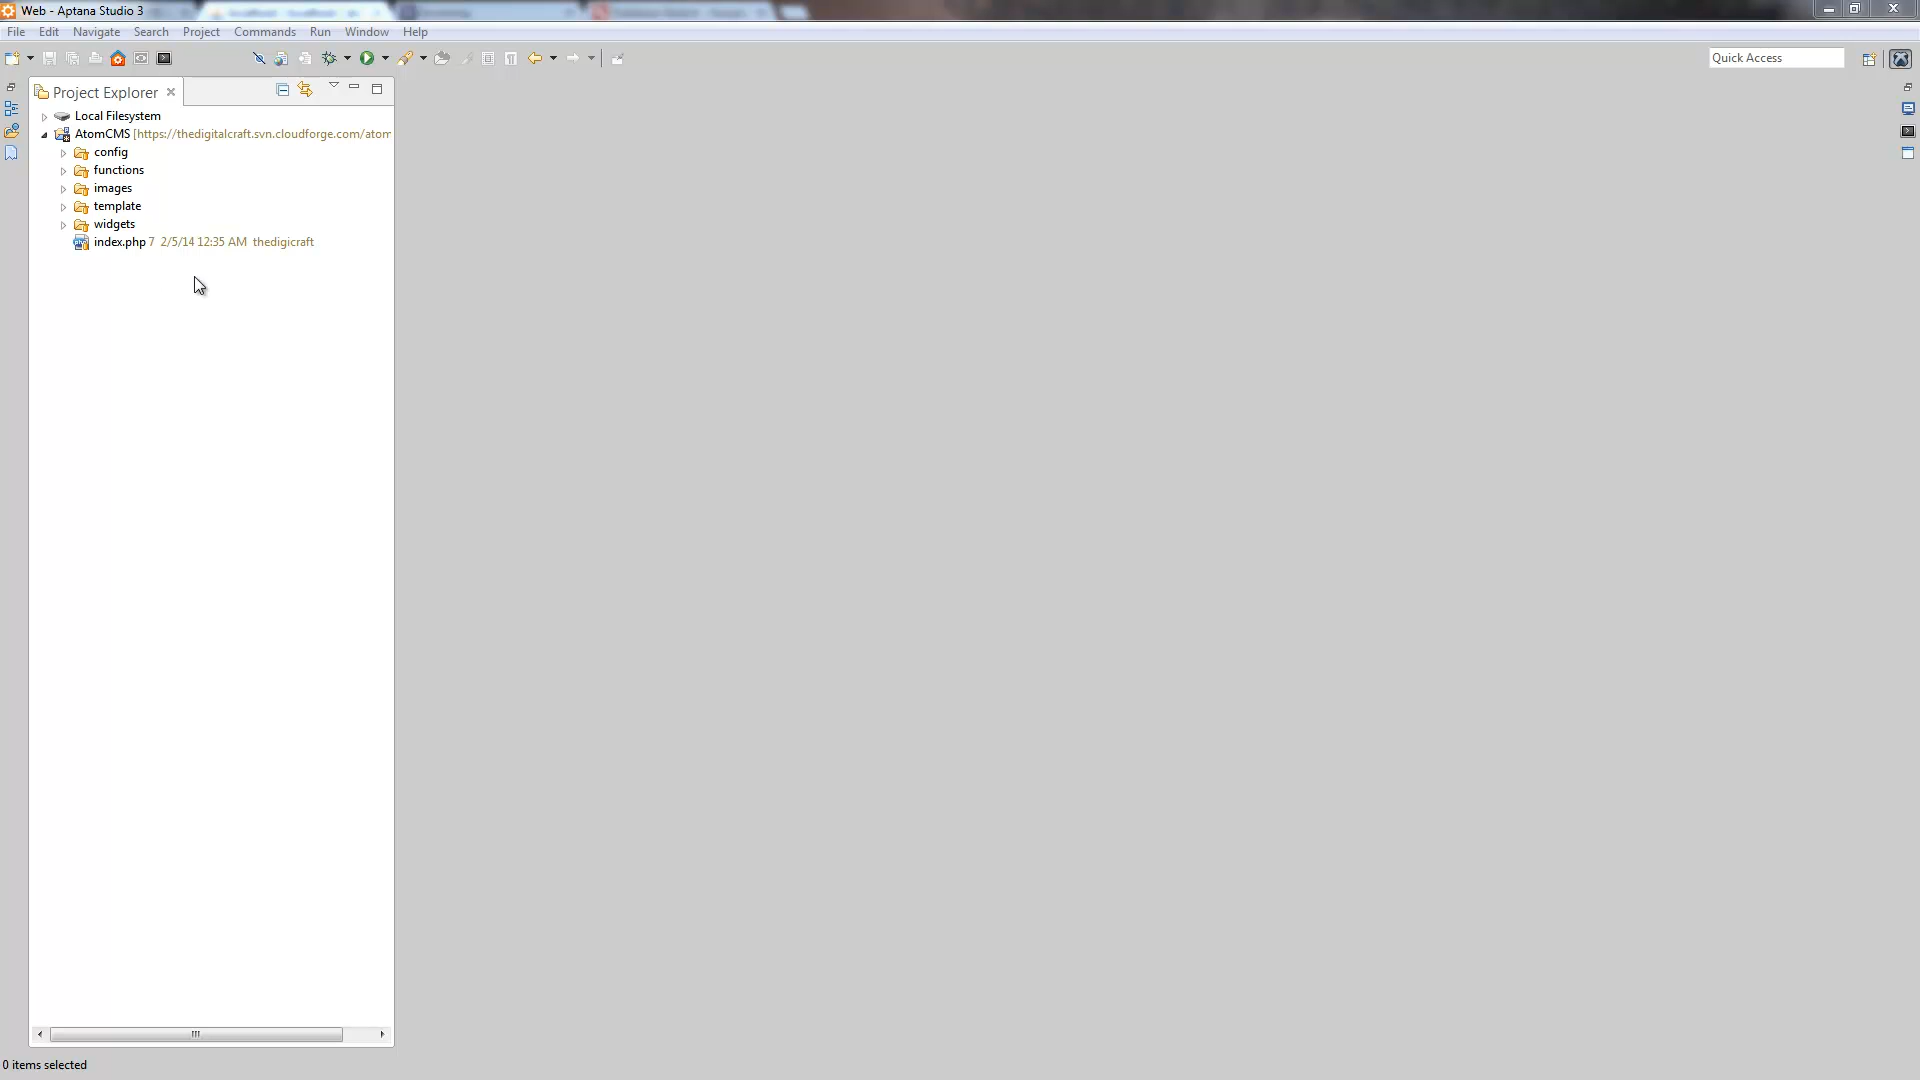 Web - Aptana Studio 3
File Edit Navigate Search Project Commands Run Window Help
Quick Access
Project Explorer
Local Filesystem
AtomCMS [https://thedigitalcraft.svn.cloudforge.com/atom
config
functions
images
template
widgets
index.php 7 2/5/14 12:35 AM thedigicraft
0 items selected